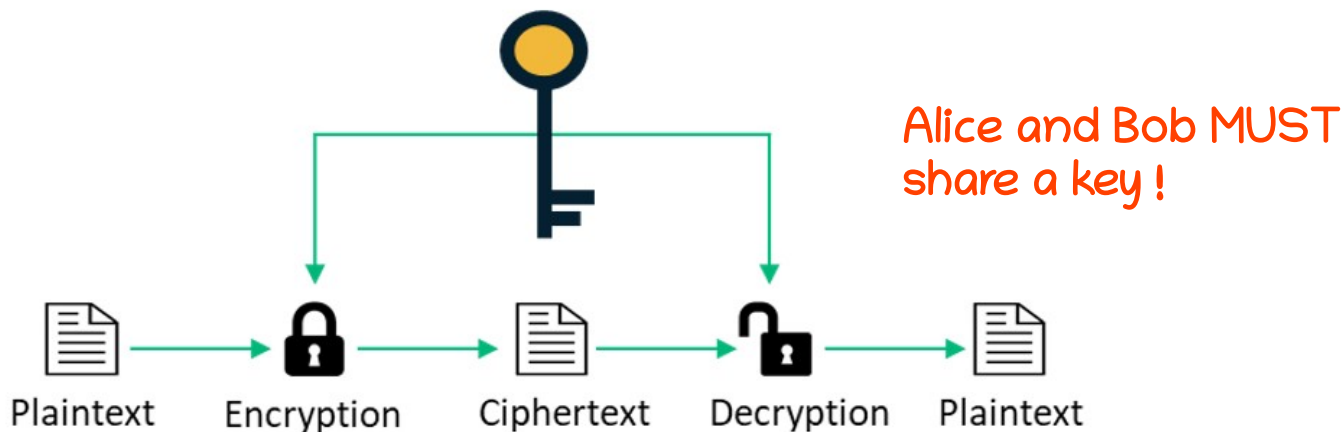 Alice and Bob MUST
share a key !
Plaintext
Encryption
Ciphertext
Decryption
Plaintext